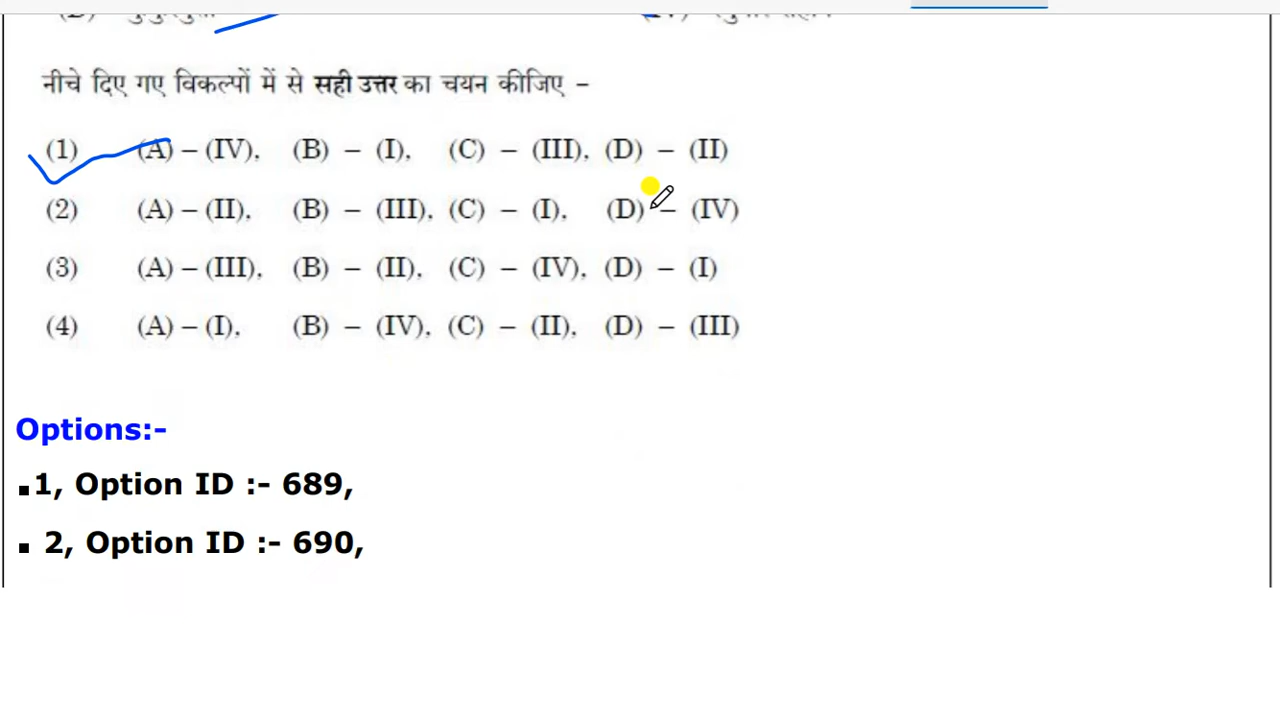 नीचे दिए गए विकल्पों में से सही उत्तर का चयन कीजिए –
(1) (A) – (IV), (B) – (I), (C) – (III), (D) – (II)
(2) (A) – (II), (B) – (III), (C) – (I), (D) – (IV)
(3) (A) – (III), (B) – (II), (C) – (IV), (D) – (I)
(4) (A) – (I), (B) – (IV), (C) – (II), (D) – (III)
Options:-
1, Option ID :- 689,
2, Option ID :- 690,